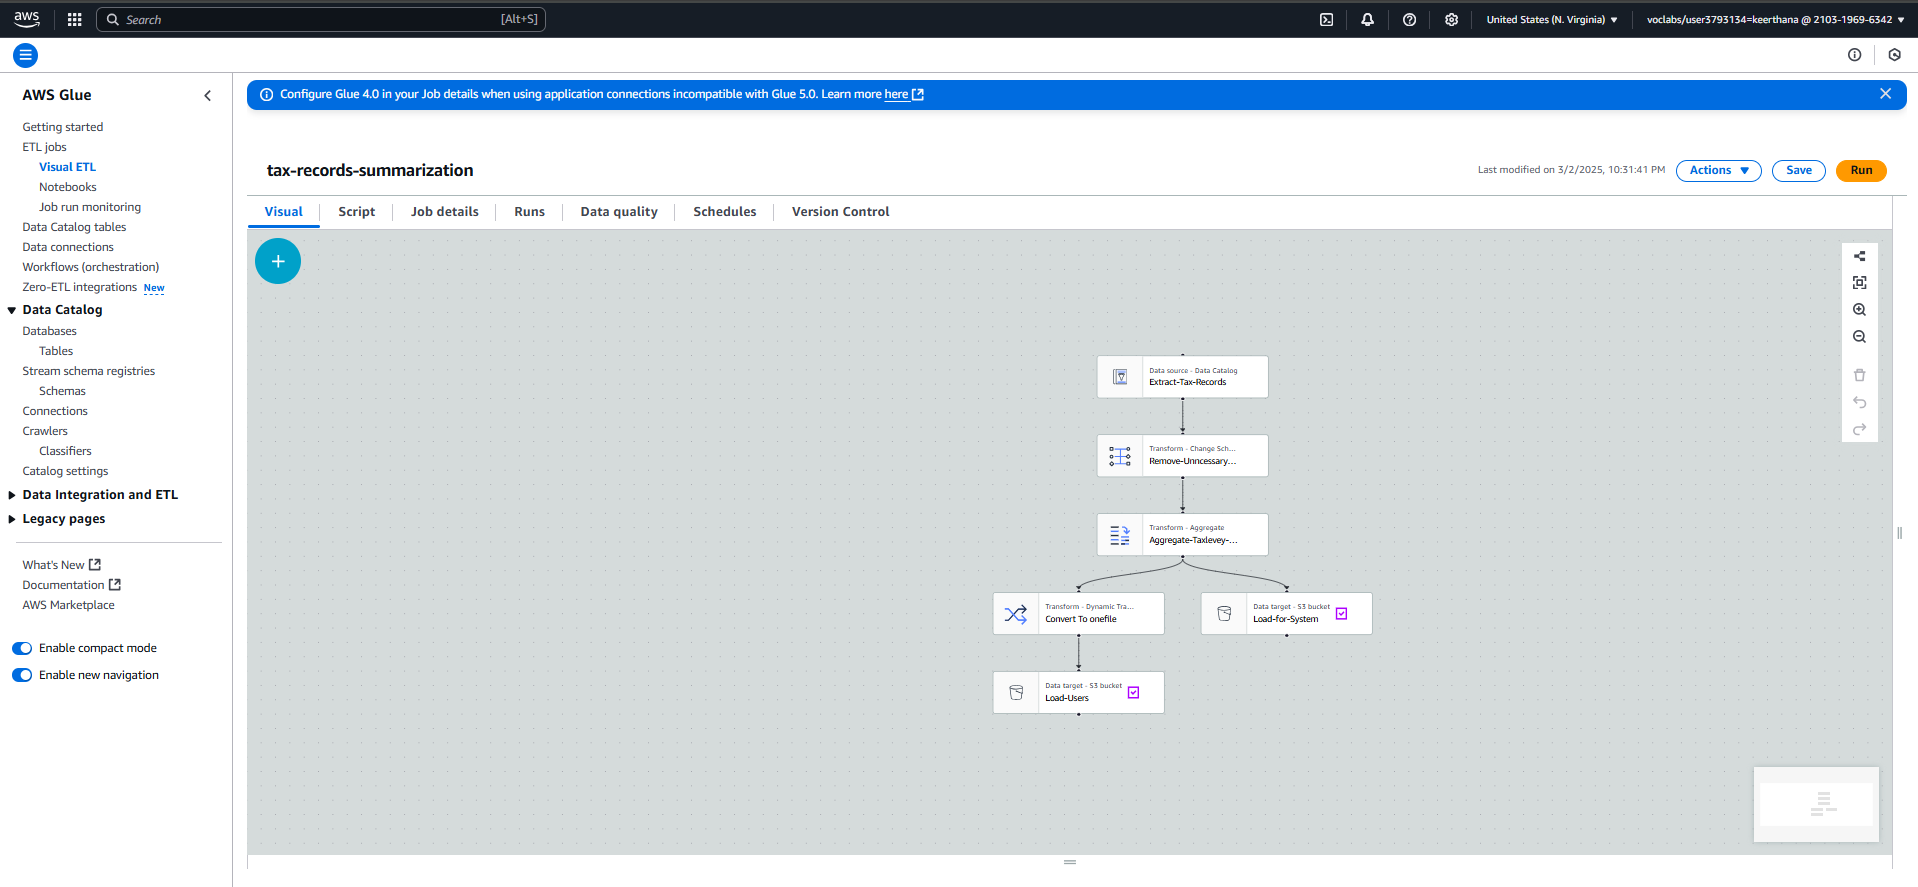 aws
Search
[Alt+S]
United States (N. Virginia)
voclabs/user3793134=keerthana @ 2103-1969-6342
AWS Glue
Getting started
ETL jobs
Visual ETL
Notebooks
Job run monitoring
Data Catalog tables
Data connections
Workflows (orchestration)
Zero-ETL integrations New
Data Catalog
Databases
Tables
Stream schema registries
Schemas
Connections
Crawlers
Classifiers
Catalog settings
Data Integration and ETL
Legacy pages
What's New
Documentation
AWS Marketplace
Enable compact mode
Enable new navigation
Configure Glue 4.0 in your Job details when using application connections incompatible with Glue 5.0. Learn more here
tax-records-summarization
Last modified on 3/2/2025, 10:31:41 PM
Actions
Save
Run
Visual
Script
Job details
Runs
Data quality
Schedules
Version Control
Data source - Data Catalog
Extract-Tax-Records
Transform - Change Sch...
Remove-Unncessary...
Transform - Aggregate
Aggregate-Taxlevey-...
Transform - Dynamic Tra...
Convert To onefile
Data target - S3 bucket
Load-for-System
Data target - S3 bucket
Load-Users